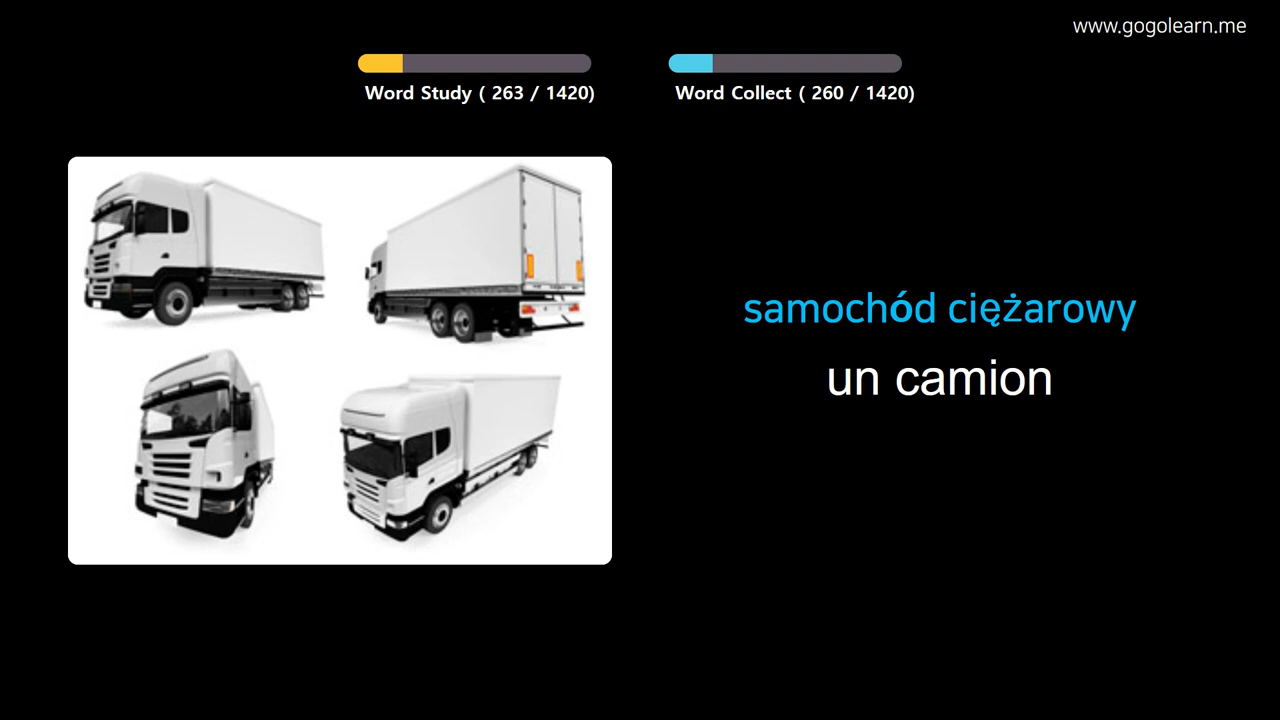 www.gogolearn.me
Word Study ( 263 / 1420)
Word Collect ( 260 / 1420)
samochód ciężarowy
un camion